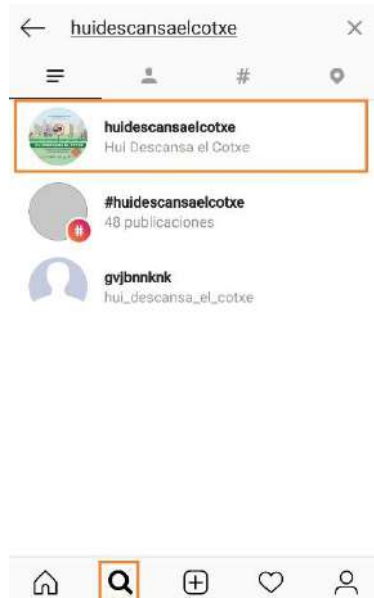 huidescansaelcotxe
#
huidescansaelcotxe
Hui Descansa el Cotxe
#huidescansaelcotxe
48 publicaciones
#
gvjbnnknk
hui_descansa_el_cotxe